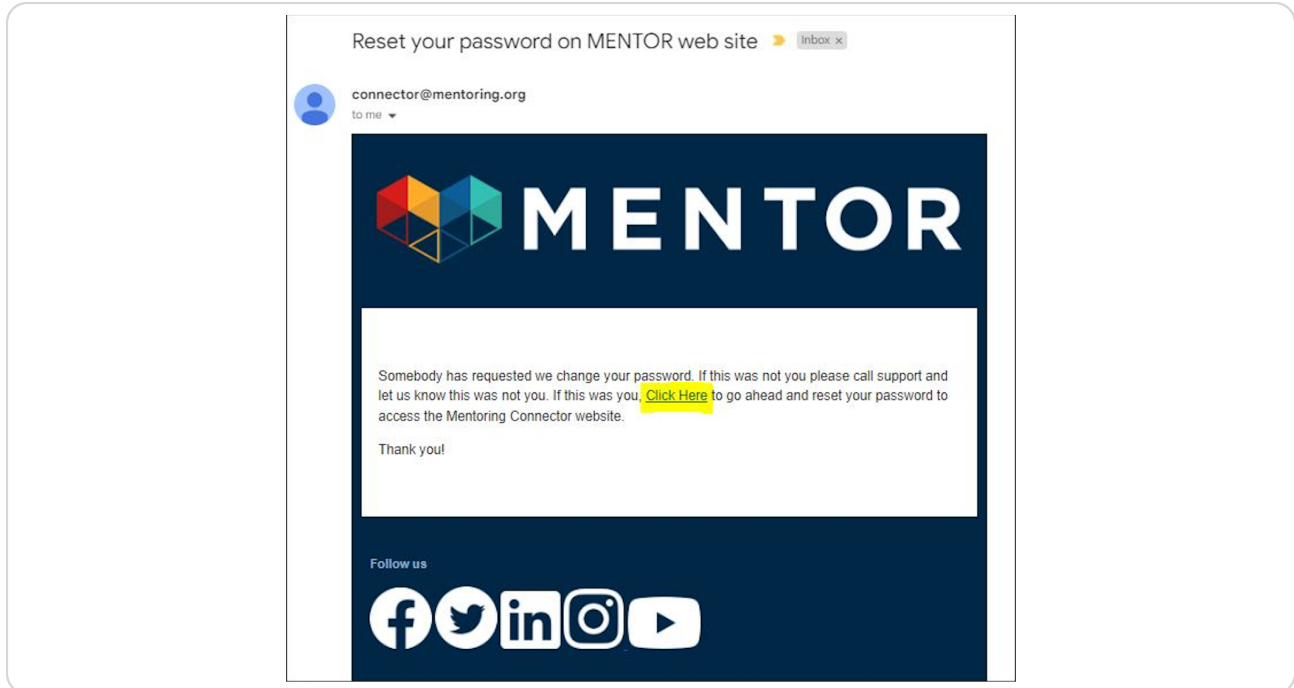 Reset your password on MENTOR web site
Inbox x
connector@mentoring.org
to me
MENTOR
Somebody has requested we change your password. If this was not you please call support and
let us know this was not you. If this was you, Click Here to go ahead and reset your password to
access the Mentoring Connector website.
Thank you!
Follow us
in